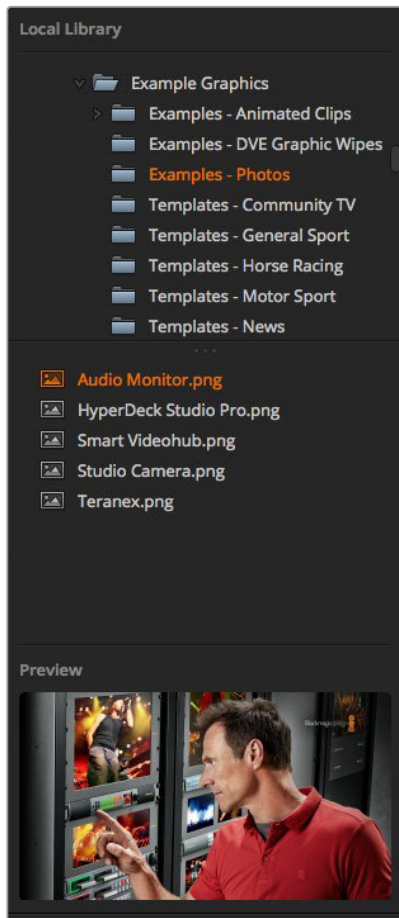 Local Library
Example Graphics
Examples - Animated Clips
Examples - DVE Graphic Wipes
Examples - Photos
Templates - Community TV
Templates - General Sport
Templates - Horse Racing
Templates - Motor Sport
Templates - News
Audio Monitor.png
HyperDeck Studio Pro.png
Smart Videohub.png
Studio Camera.png
Teranex.png
Preview
Blackmagicdesign